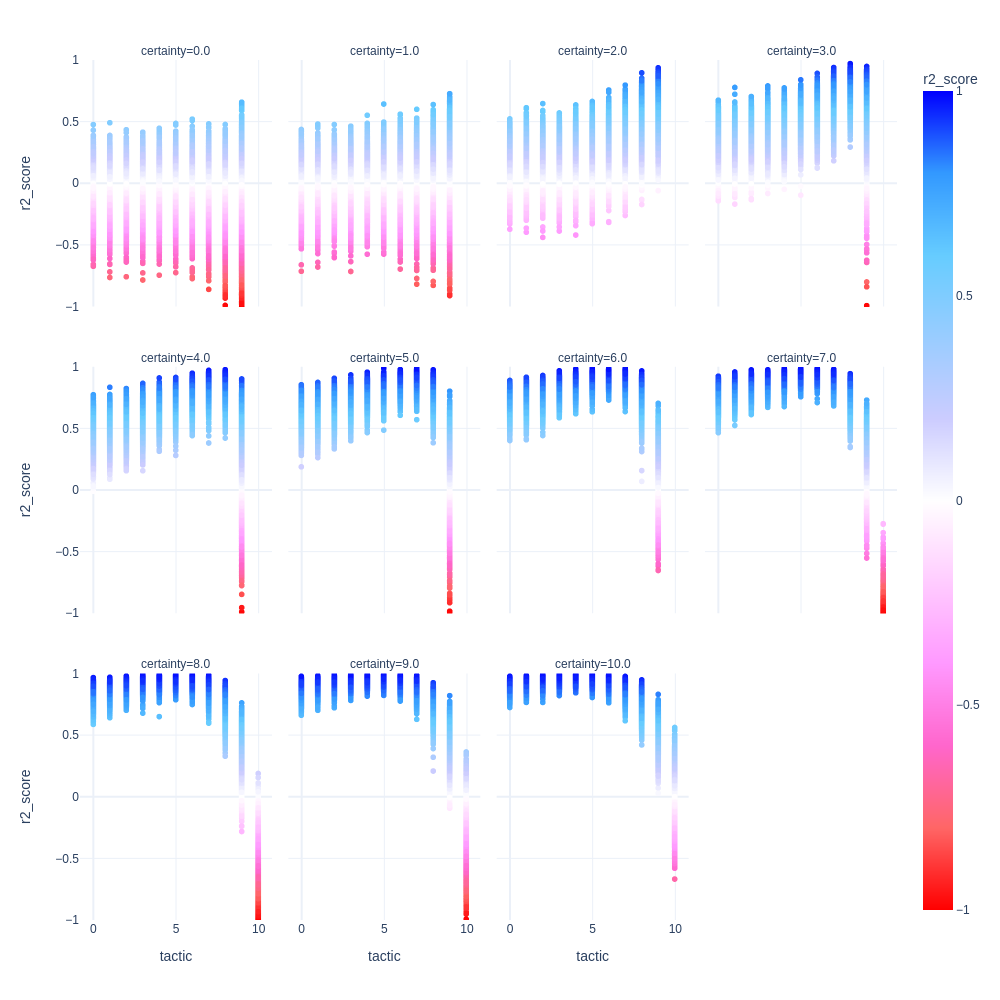 certainty=0.0 certainty=1.0 certainty=2.0 certainty=3.0
r2_score
1
0.5
0
−0.5
−1
r2_score
certainty=4.0 certainty=5.0 certainty=6.0 certainty=7.0
1
0.5
0
−0.5
−1
r2_score
certainty=8.0 certainty=9.0 certainty=10.0
1
0.5
0
−0.5
−1
r2_score
0 5 10 0 5 10 0 5 10
tactic tactic tactic
1
0.5
0
−0.5
−1